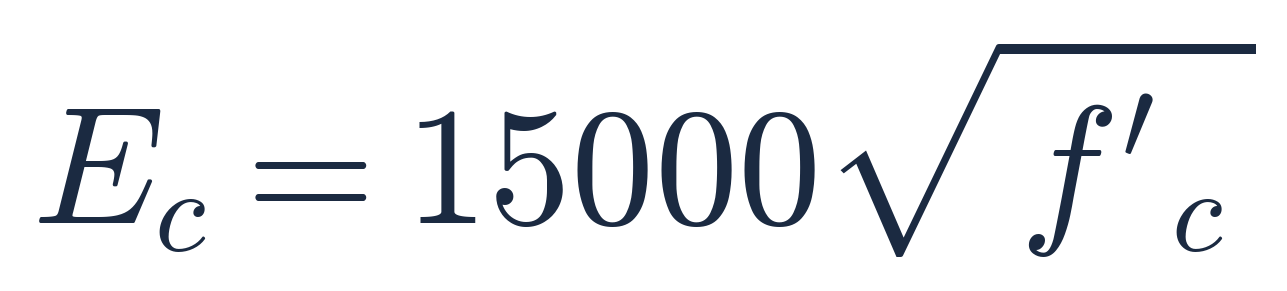 E_c = 15000√f'_c